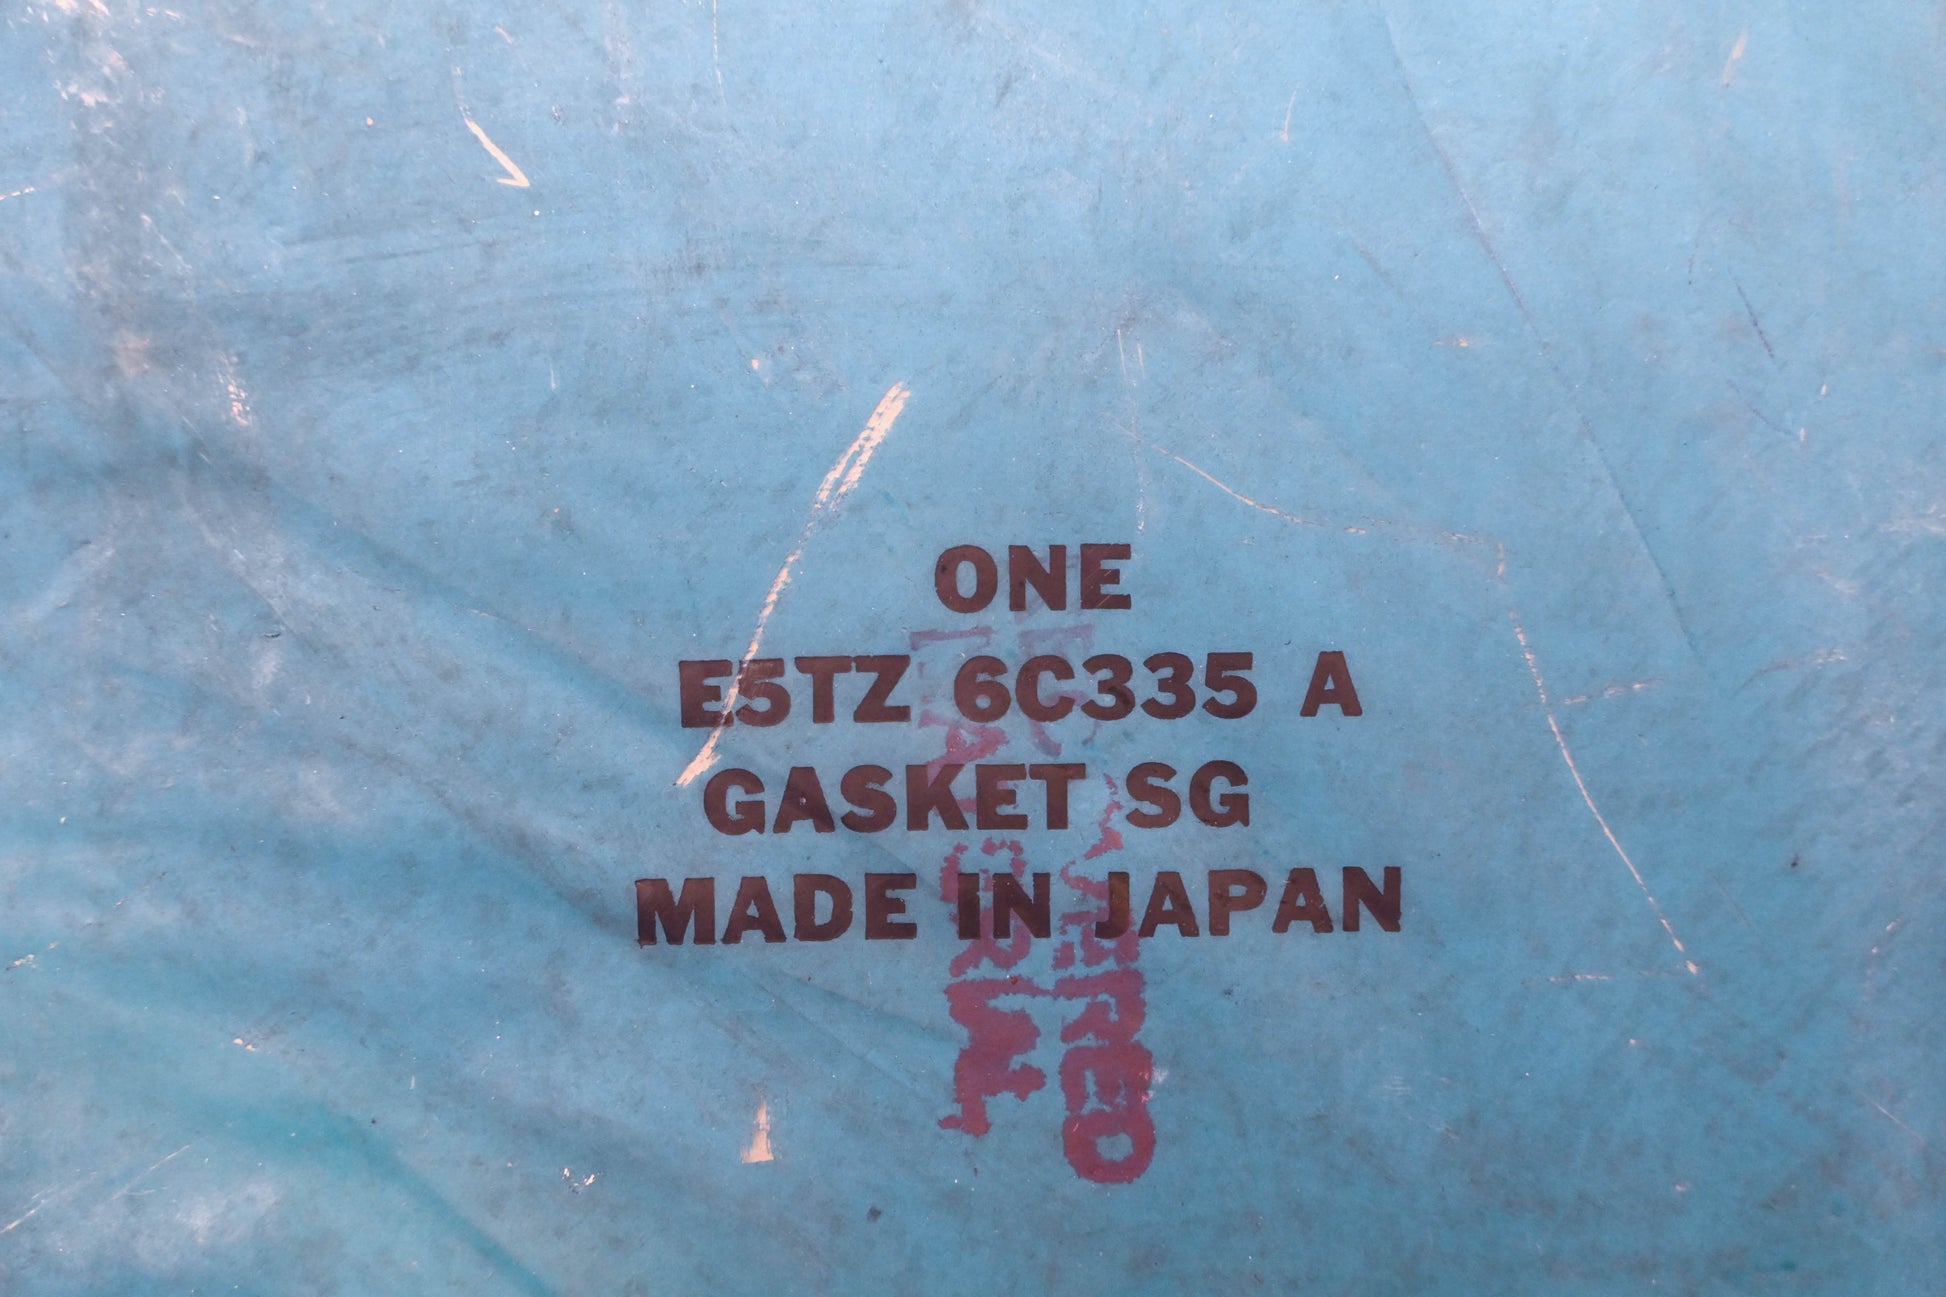 ONE
E5TZ 6C335 A
GASKET SG
MADE IN JAPAN